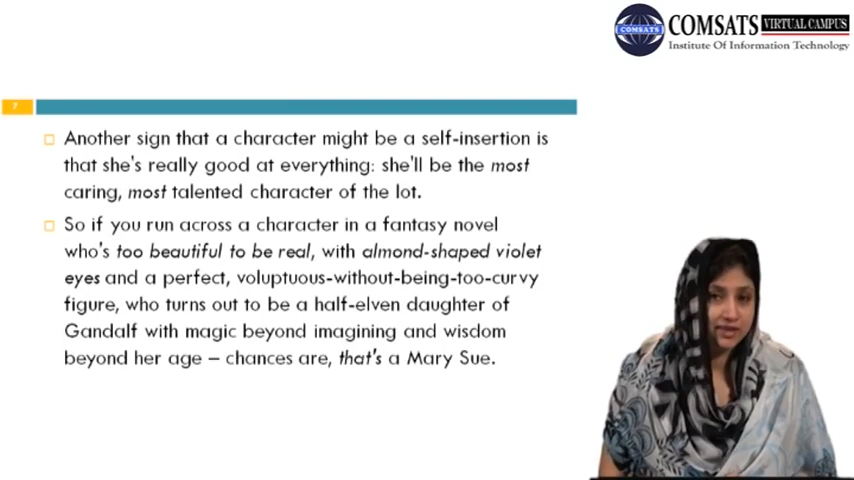 COMSATS VIRTUAL CAMPUS
COMSATS
Institute Of Information Technology
7
Another sign that a character might be a self-insertion is
that she's really good at everything: she'll be the most
caring, most talented character of the lot.
So if you run across a character in a fantasy novel
who's too beautiful to be real, with almond-shaped violet
eyes and a perfect, voluptuous-without-being-too-curvy
figure, who turns out to be a half-elven daughter of
Gandalf with magic beyond imagining and wisdom
beyond her age – chances are, that's a Mary Sue.